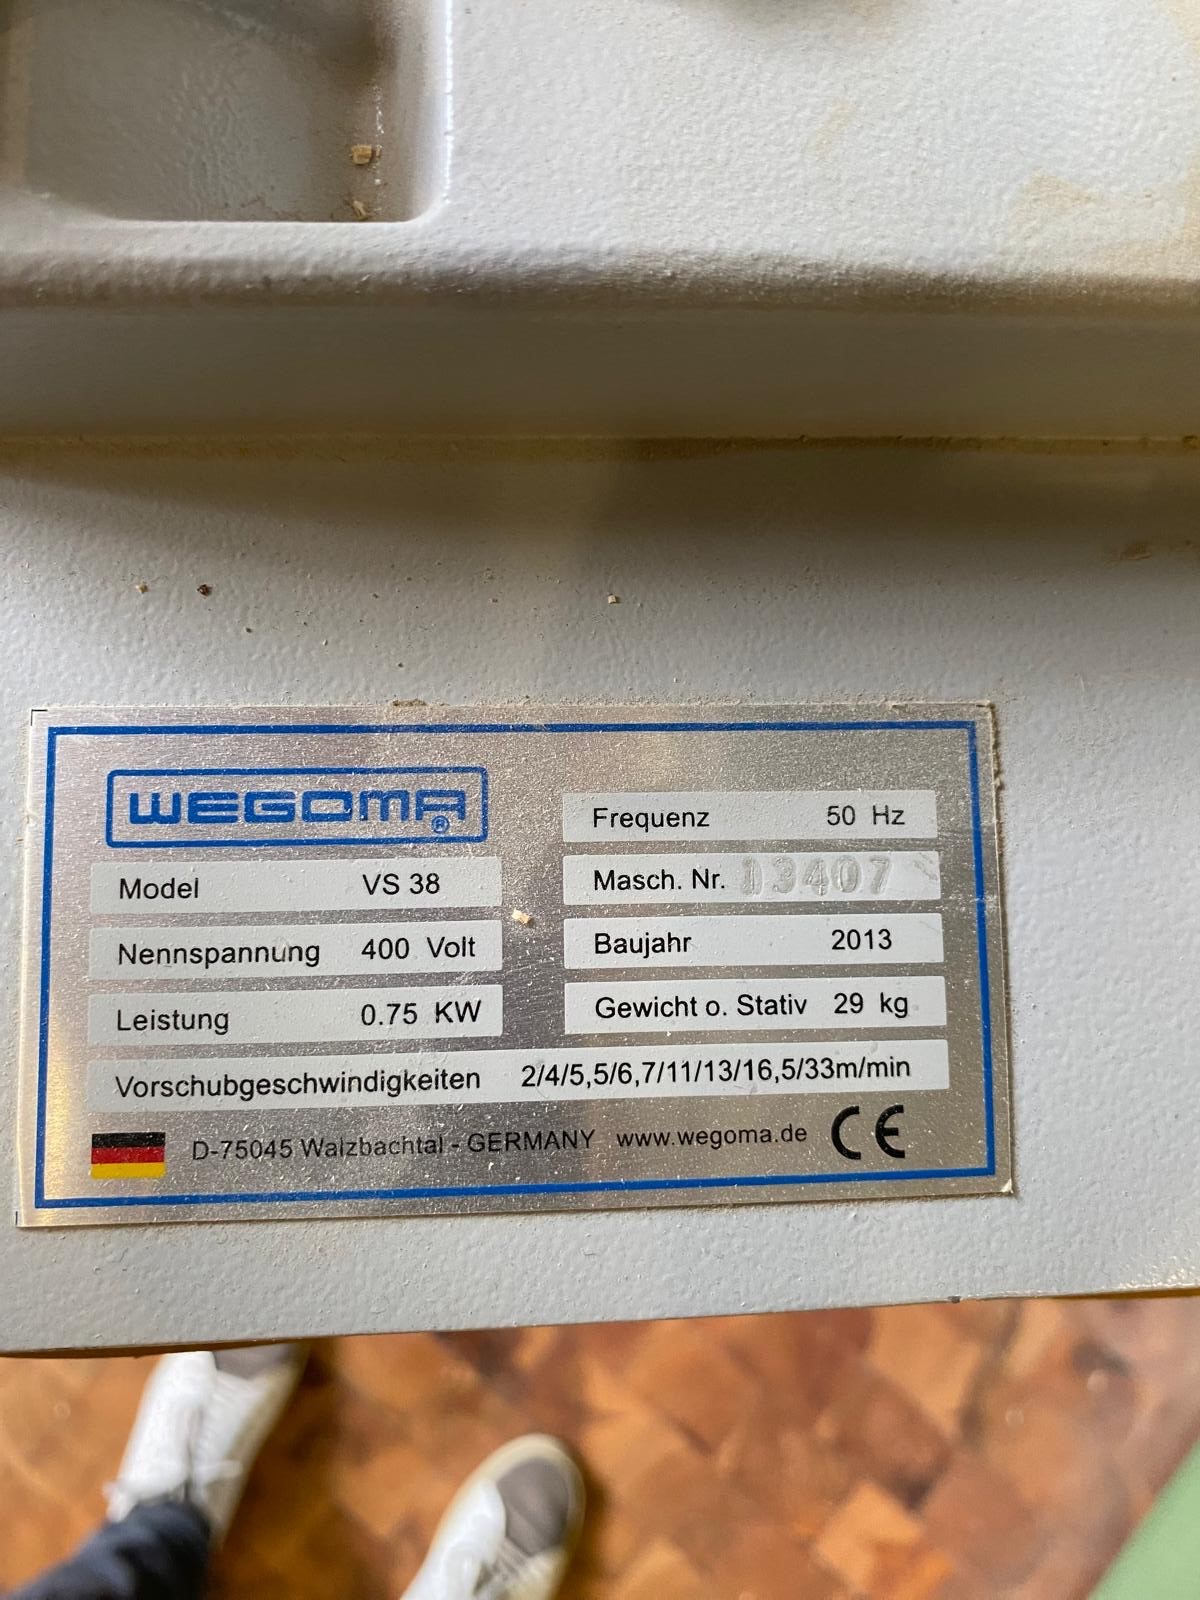 WEGOMA®
Model VS 38
Nennspannung 400 Volt
Leistung 0.75 KW
Frequenz 50 Hz
Masch. Nr. 13407
Baujahr 2013
Gewicht o. Stativ 29 kg
Vorschubgeschwindigkeiten 2/4/5,5/6,7/11/13/16,5/33m/min
D-75045 Walzbachtal - GERMANY www.wegoma.de CE